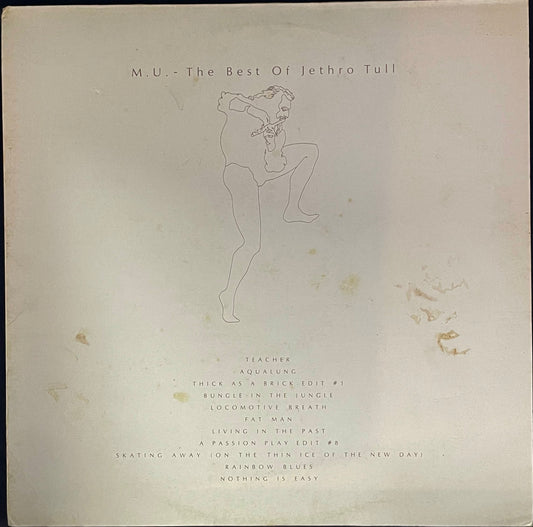 M.U. - The Best Of Jethro Tull
TEACHER
AQUALUNG
THICK AS A BRICK EDIT #1
BUNGLE IN THE JUNGLE
LOCOMOTIVE BREATH
FAT MAN
LIVING IN THE PAST
A PASSION PLAY EDIT #8
SKATING AWAY (ON THE THIN ICE OF THE NEW DAY)
RAINBOW BLUES
NOTHING IS EASY